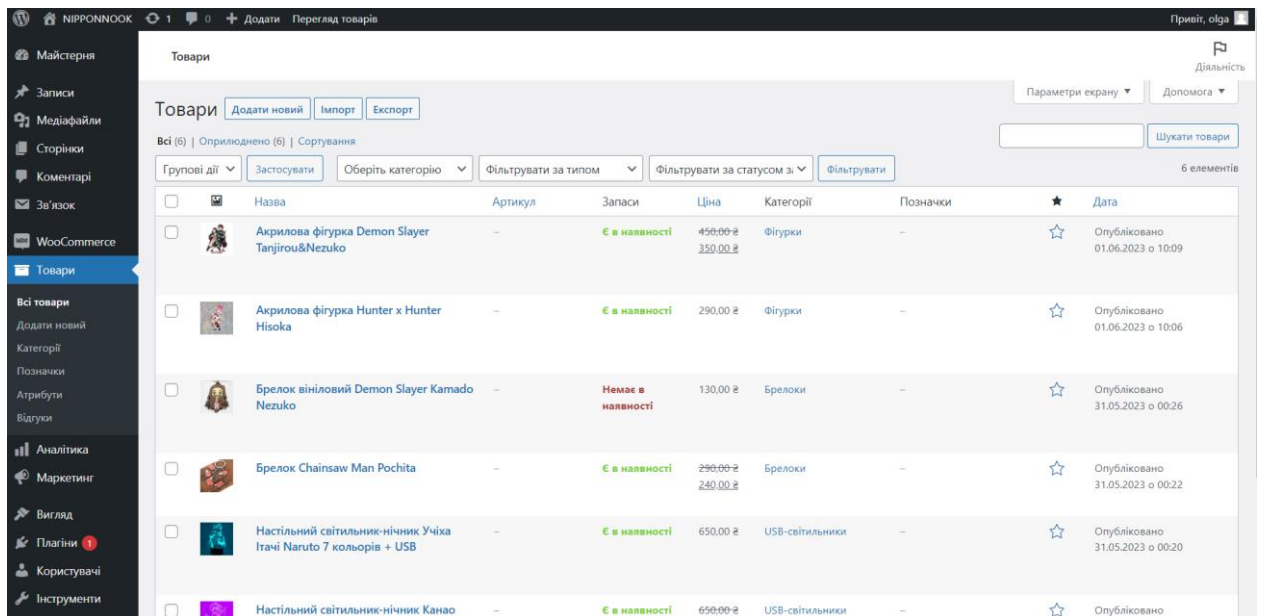 NIPPONNOOK 1 0 + Додати Перегляд товарів Привіт, olga
Майстерня
Записи
Медіафайли
Сторінки
Коментарі
Зв'язок
WooCommerce
Товари
Всі товари
Додати новий
Категорії
Позначки
Атрибути
Відгуки
Аналітика
Маркетинг
Вигляд
Плагіни 1
Користувачі
Інструменти
Товари
Діяльність
Параметри екрану ▼ Допомога ▼
Товари Додати новий Імпорт Експорт
Всі (6) | Оприлюднено (6) | Сортування
Шукати товари
Групові дії Застосувати Оберіть категорію Фільтрувати за типом Фільтрувати за статусом Фільтрувати 6 елементів
Назва Артикул Запаси Ціна Категорії Позначки ★ Дата
Акрилова фігурка Demon Slayer – Є в наявності 450,00 ₴ Фігурки – Опубліковано
Tanjirou&Nezuko 350,00 ₴ 01.06.2023 о 10:09
Акрилова фігурка Hunter x Hunter – Є в наявності 290,00 ₴ Фігурки – Опубліковано
Hisoka 01.06.2023 о 10:06
Брелок вініловий Demon Slayer Kamado – Немає в 130,00 ₴ Брелоки – Опубліковано
Nezuko наявності 31.05.2023 о 00:26
Брелок Chainsaw Man Pochita – Є в наявності 290,00 ₴ Брелоки – Опубліковано
240,00 ₴ 31.05.2023 о 00:22
Настільний світильник-нічник Учіха – Є в наявності 650,00 ₴ USB-світильники – Опубліковано
Ітачі Naruto 7 кольорів + USB 31.05.2023 о 00:20
Настільний світильник-нічник Канао – Є в наявності 650,00 ₴ USB-світильники – Опубліковано